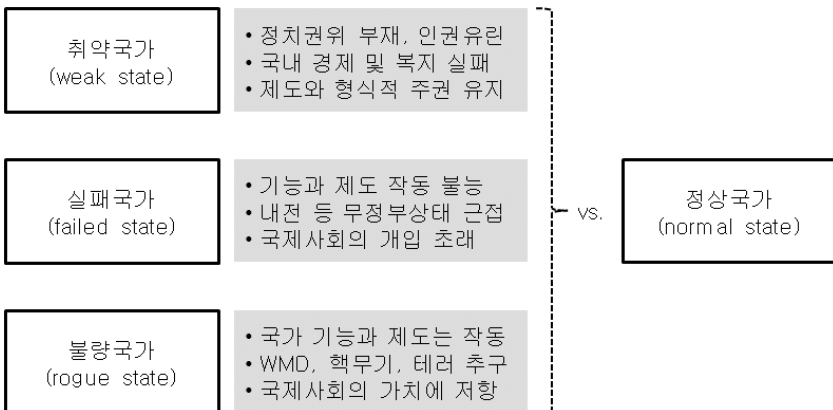 취약국가
(weak state)
• 정치권위 부재, 인권유린
• 국내 경제 및 복지 실패
• 제도와 형식적 주권 유지
실패국가
(failed state)
• 기능과 제도 작동 불능
• 내전 등 무정부상태 근접
• 국제사회의 개입 초래
vs.
정상국가
(normal state)
불량국가
(rogue state)
• 국가 기능과 제도는 작동
• WMD, 핵무기, 테러 추구
• 국제사회의 가치에 저항